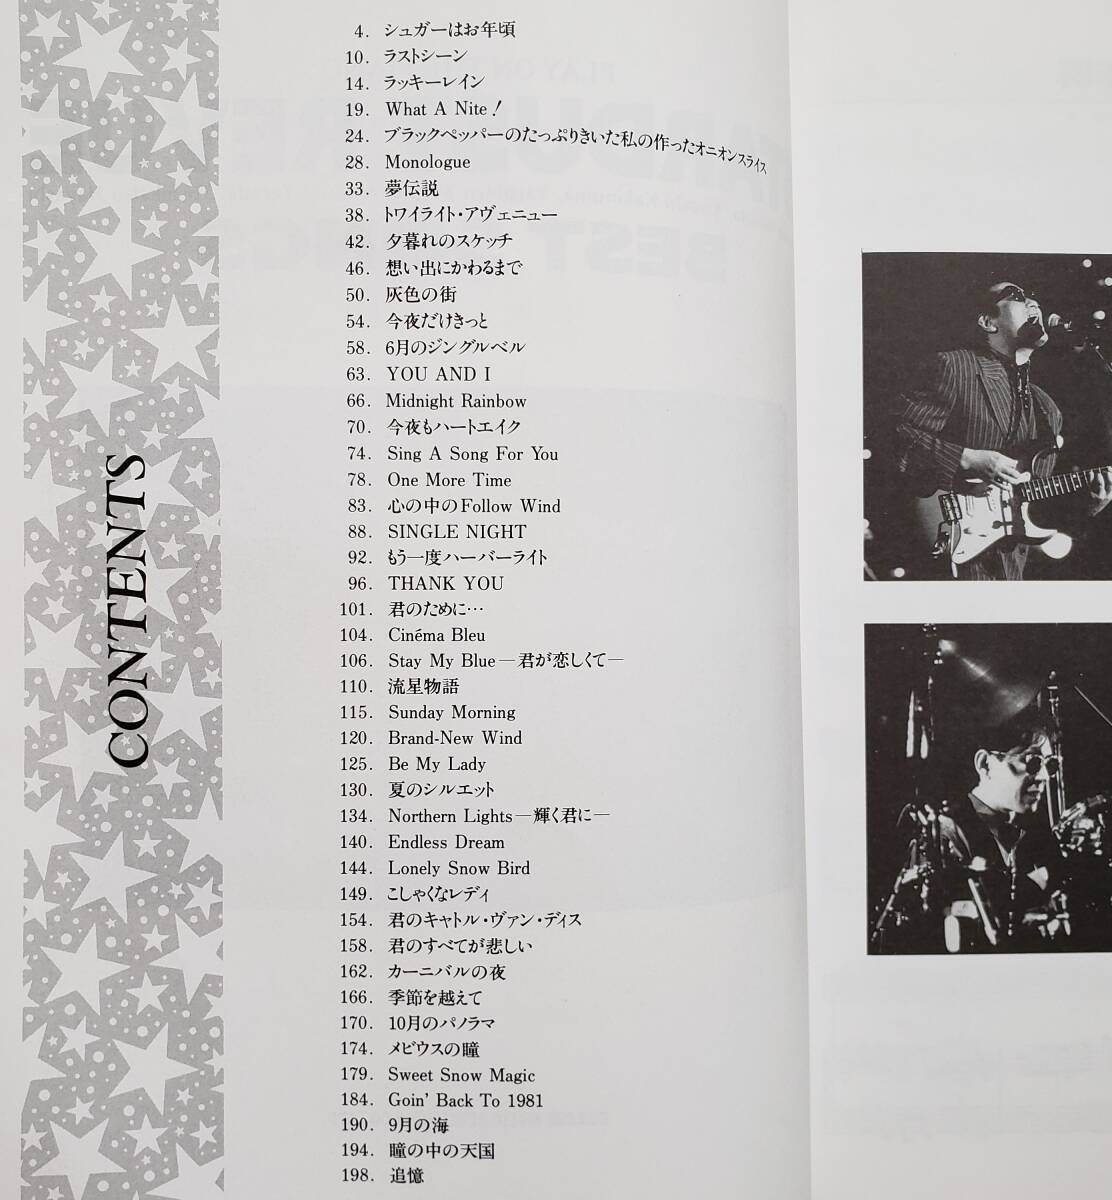 CONTENTS
4. シュガーはお年頃
10. ラストシーン
14. ラッキーレイン
19. What A Nite!
24. ブラックペッパーのたっぷりきいた私の作ったオニオンスライス
28. Monologue
33. 夢伝説
38. トワイライト・アヴェニュー
42. 夕暮れのスケッチ
46. 想い出にかわるまで
50. 灰色の街
54. 今夜だけきっと
58. 6月のジングルベル
63. YOU AND I
66. Midnight Rainbow
70. 今夜もハートエイク
74. Sing A Song For You
78. One More Time
83. 心の中のFollow Wind
88. SINGLE NIGHT
92. もう一度ハーバーライト
96. THANK YOU
101. 君のために…
104. Cinéma Bleu
106. Stay My Blue—君が恋しくて—
110. 流星物語
115. Sunday Morning
120. Brand-New Wind
125. Be My Lady
130. 夏のシルエット
134. Northern Lights—輝く君に—
140. Endless Dream
144. Lonely Snow Bird
149. こしゃくなレディ
154. 君のキャトル・ヴァン・ディス
158. 君のすべてが悲しい
162. カーニバルの夜
166. 季節を越えて
170. 10月のパノラマ
174. メビウスの瞳
179. Sweet Snow Magic
184. Goin' Back To 1981
190. 9月の海
194. 瞳の中の天国
198. 追憶